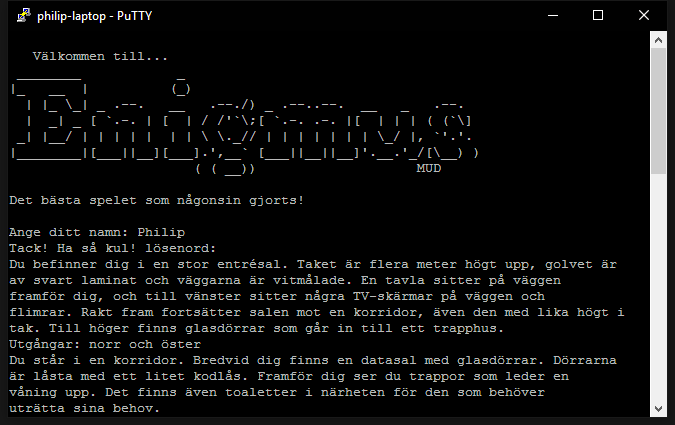 philip-laptop - PuTTY
Välkommen till...
Enigmus
MUD
Det bästa spelet som någonsin gjorts!
Ange ditt namn: Philip
Tack! Ha så kul! lösenord:
Du befinner dig i en stor entrésal. Taket är flera meter högt upp, golvet är
av svart laminat och väggarna är vitmålade. En tavla sitter på väggen
framför dig, och till vänster sitter några TV-skärmar på väggen och
flimrar. Rakt fram fortsätter salen mot en korridor, även den med lika högt i
tak. Till höger finns glasdörrar som går in till ett trapphus.
Utgångar: norr och öster
Du står i en korridor. Bredvid dig finns en datasal med glasdörrar. Dörrarna
är låsta med ett litet kodlås. Framför dig ser du trappor som leder en
våning upp. Det finns även toaletter i närheten för den som behöver
uträtta sina behov.